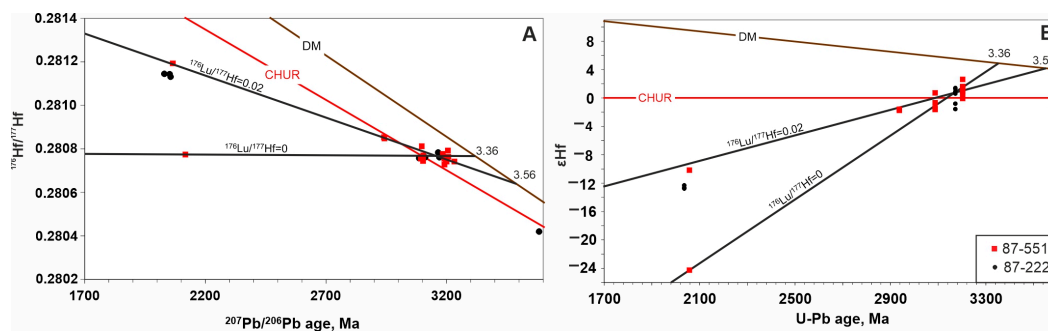 0.2814
0.2812
0.2810
0.2808
0.2806
0.2804
0.2802
¹⁷⁶Hf/¹⁷⁷Hf
A
DM
CHUR
¹⁷⁶Lu/¹⁷⁷Hf=0.02
¹⁷⁶Lu/¹⁷⁷Hf=0
3.36
3.56
1700 2200 2700 3200
²⁰⁷Pb/²⁰⁶Pb age, Ma
8
4
0
−4
−8
−12
−16
−20
−24
εHf
DM
3.36
3.5
CHUR
¹⁷⁶Lu/¹⁷⁷Hf=0.02
¹⁷⁶Lu/¹⁷⁷Hf=0
87-551
87-222
1700 2100 2500 2900 3300
U-Pb age, Ma